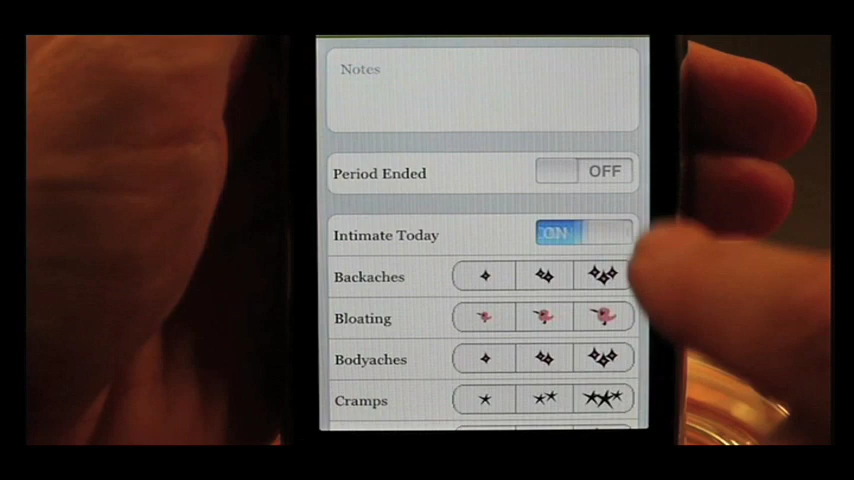 Notes
Period Ended OFF
Intimate Today ON
Backaches
Bloating
Bodyaches
Cramps